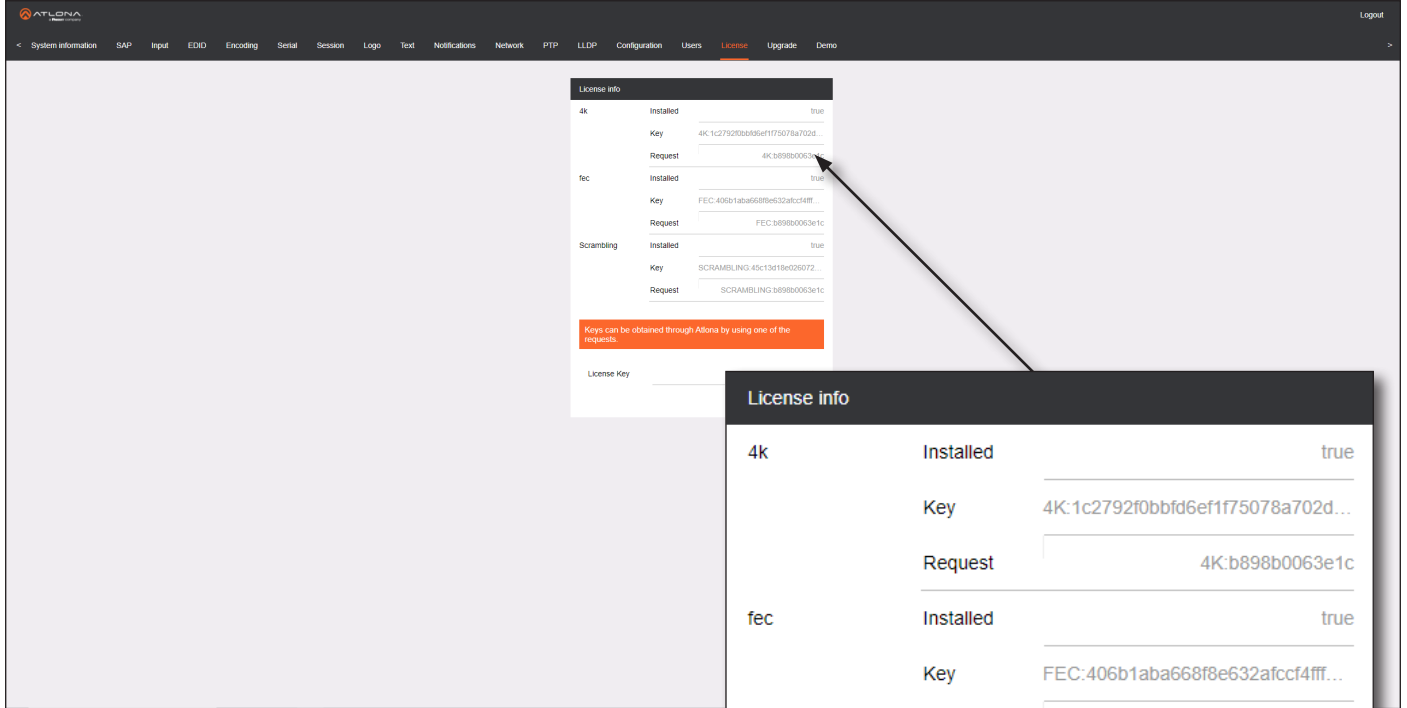 ATLONA
Logout
< System information SAP Input EDID Encoding Serial Session Logo Text Notifications Network PTP LLDP Configuration Users License Upgrade Demo >
License info
4k Installed true
Key 4K:1c2792f0bbfd6ef1f75078a702d...
Request 4K:b898b0063e1c
fec Installed true
Key FEC:406b1aba668f8e632afccf4fff...
Request FEC:b898b0063e1c
Scrambling Installed true
Key SCRAMBLING:45c13d18e026072...
Request SCRAMBLING:b898b0063e1c
Keys can be obtained through Atlona by using one of the
requests.
License Key
License info
4k Installed true
Key 4K:1c2792f0bbfd6ef1f75078a702d...
Request 4K:b898b0063e1c
fec Installed true
Key FEC:406b1aba668f8e632afccf4fff...